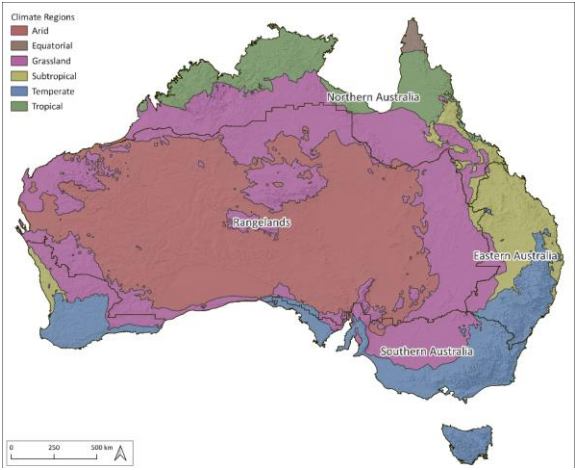 Climate Regions
Arid
Equatorial
Grassland
Subtropical
Temperate
Tropical
Northern Australia
Rangelands
Eastern Australia
Southern Australia
0 250 500 km